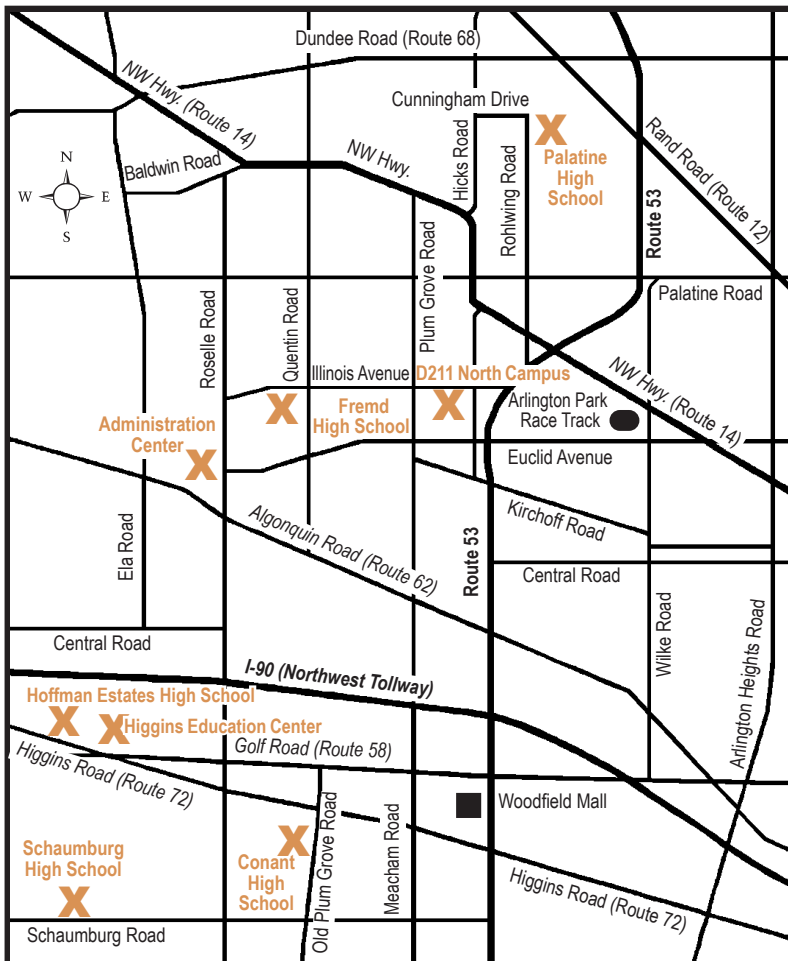 Dundee Road (Route 68)
NW Hwy. (Route 14)
Cunningham Drive
Rand Road (Route 12)
Baldwin Road
NW Hwy.
Hicks Road
Rohlwing Road
Palatine
High
School
N
W
E
S
Route 53
Palatine Road
Roselle Road
Quentin Road
Plum Grove Road
Illinois Avenue
D211 North Campus
NW Hwy. (Route 14)
Fremd
High School
Arlington Park
Race Track
Administration
Center
Euclid Avenue
Kirchoff Road
Ela Road
Algonquin Road (Route 62)
Route 53
Central Road
Wilke Road
Arlington Heights Road
Central Road
I-90 (Northwest Tollway)
Hoffman Estates High School
Higgins Education Center
Golf Road (Route 58)
Higgins Road (Route 72)
Woodfield Mall
Schaumburg
High School
Conant
High
School
Old Plum Grove Road
Meacham Road
Higgins Road (Route 72)
Schaumburg Road